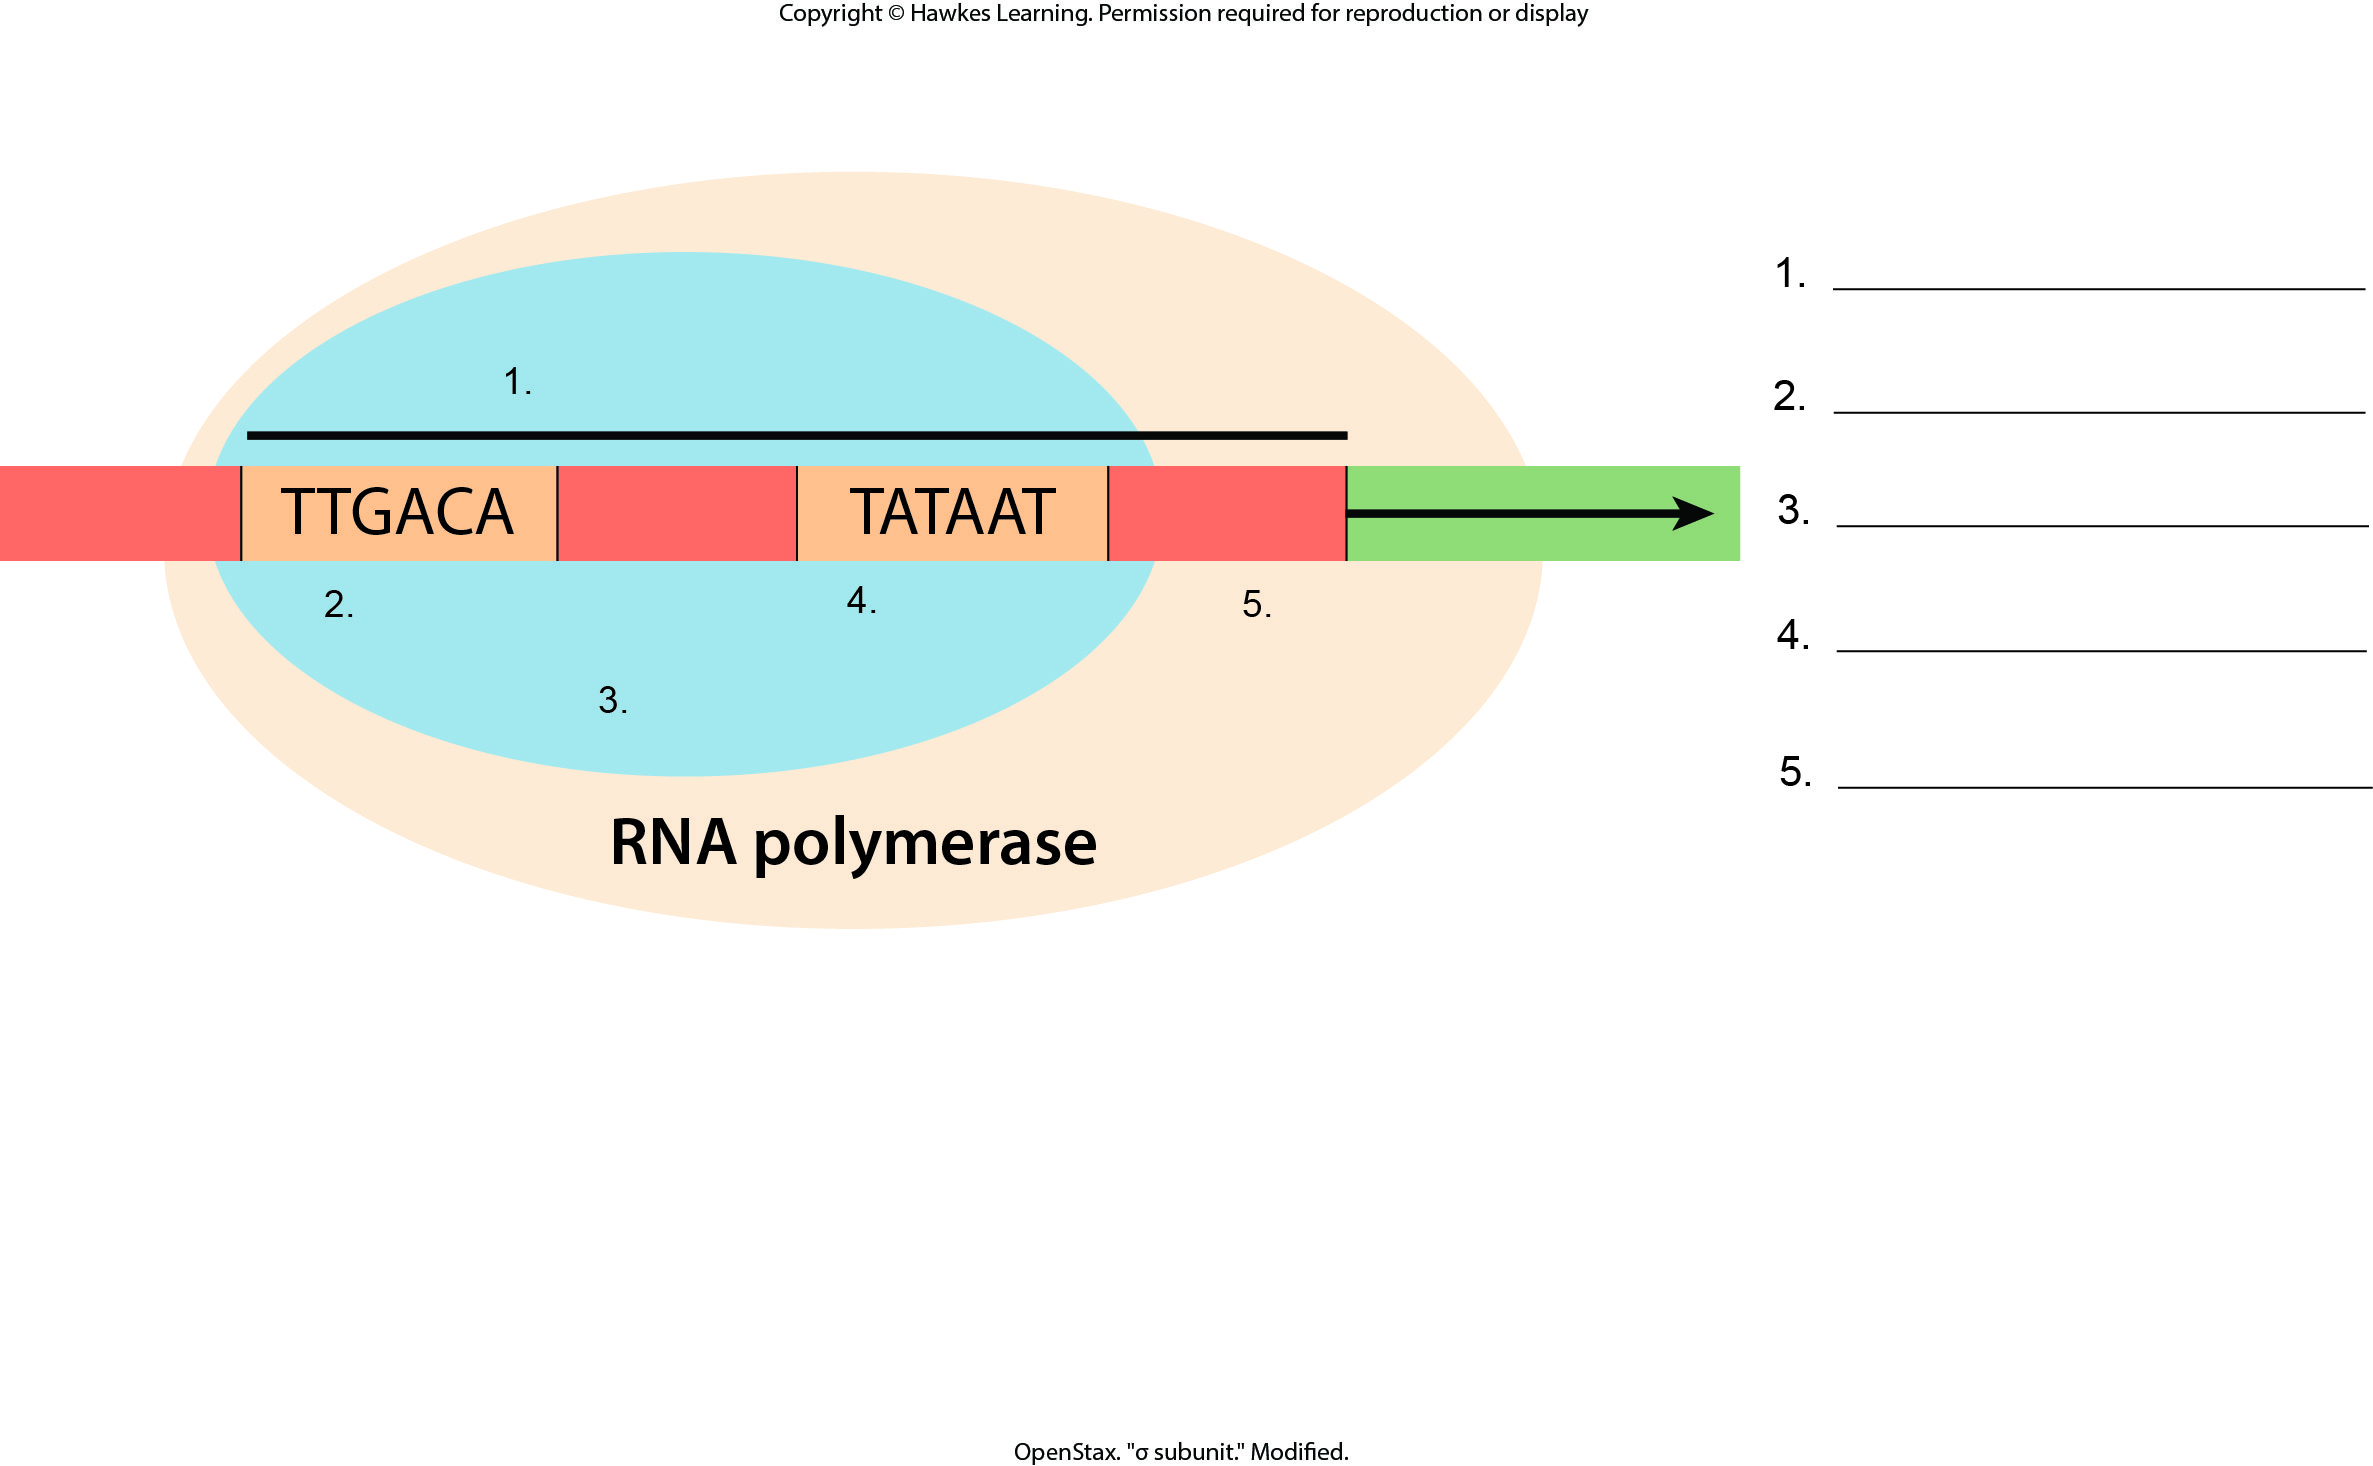 Copyright © Hawkes Learning. Permission required for reproduction or display
1.
TTGACA
TATAAT
2.
4.
5.
3.
RNA polymerase
1.
2.
3.
4.
5.
OpenStax. "σ subunit." Modified.